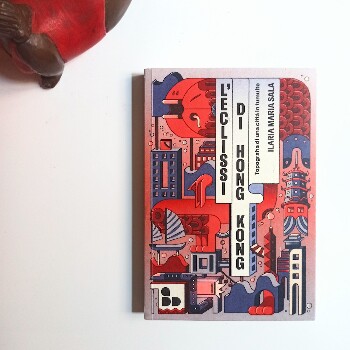 L'ECLISSI
DI HONG KONG
Topografia di una città in tumulto
ILARIA MARIA SALA